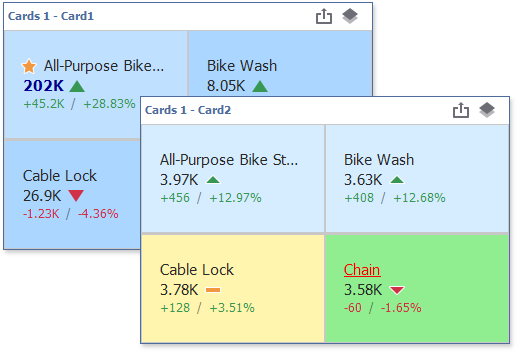 Cards 1 - Card1
All-Purpose Bike...
202K
+45.2K / +28.83%
Bike Wash
8.05K
Cable Lock
26.9K
-1.23K / -4.36%
Cards 1 - Card2
All-Purpose Bike St...
3.97K
+456 / +12.97%
Bike Wash
3.63K
+408 / +12.68%
Cable Lock
3.78K
+128 / +3.51%
Chain
3.58K
-60 / -1.65%